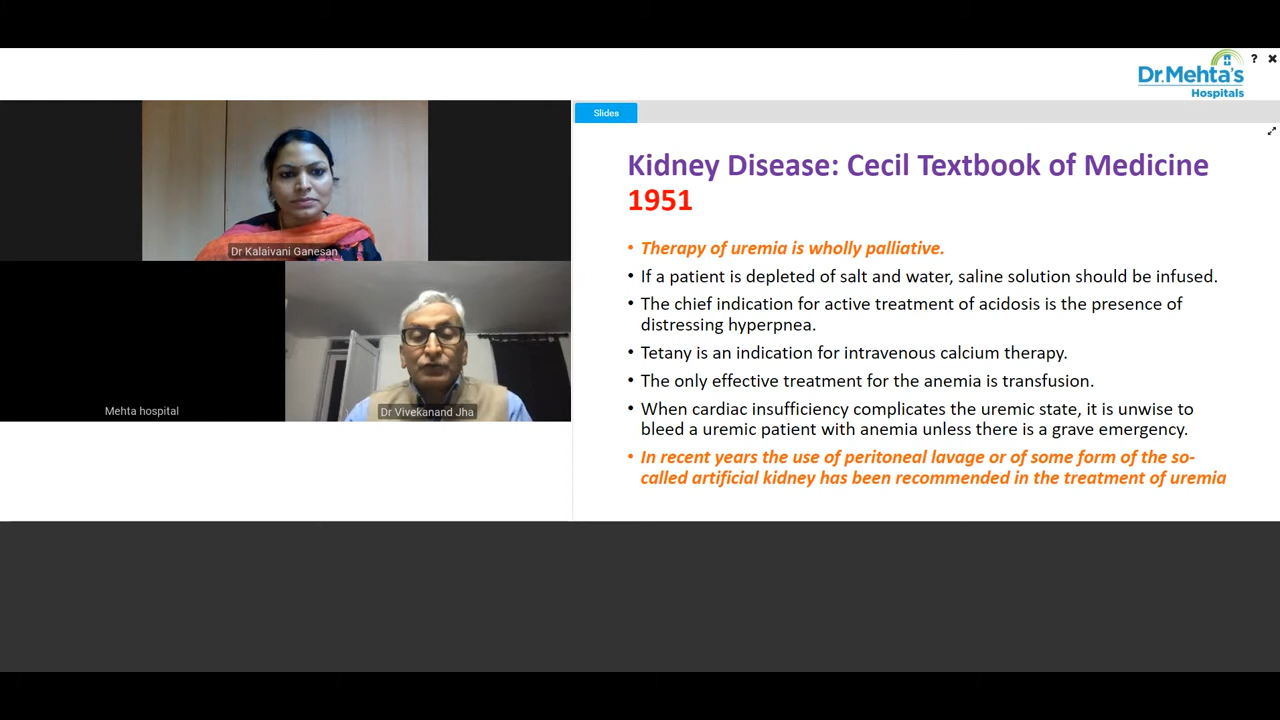 Dr.Mehta's
Hospitals
? ✖
Slides
Dr Kalaivani Ganesan
Mehta hospital
Dr Vivekanand Jha
Kidney Disease: Cecil Textbook of Medicine
1951
• Therapy of uremia is wholly palliative.
• If a patient is depleted of salt and water, saline solution should be infused.
• The chief indication for active treatment of acidosis is the presence of
distressing hyperpnea.
• Tetany is an indication for intravenous calcium therapy.
• The only effective treatment for the anemia is transfusion.
• When cardiac insufficiency complicates the uremic state, it is unwise to
bleed a uremic patient with anemia unless there is a grave emergency.
• In recent years the use of peritoneal lavage or of some form of the so-
called artificial kidney has been recommended in the treatment of uremia